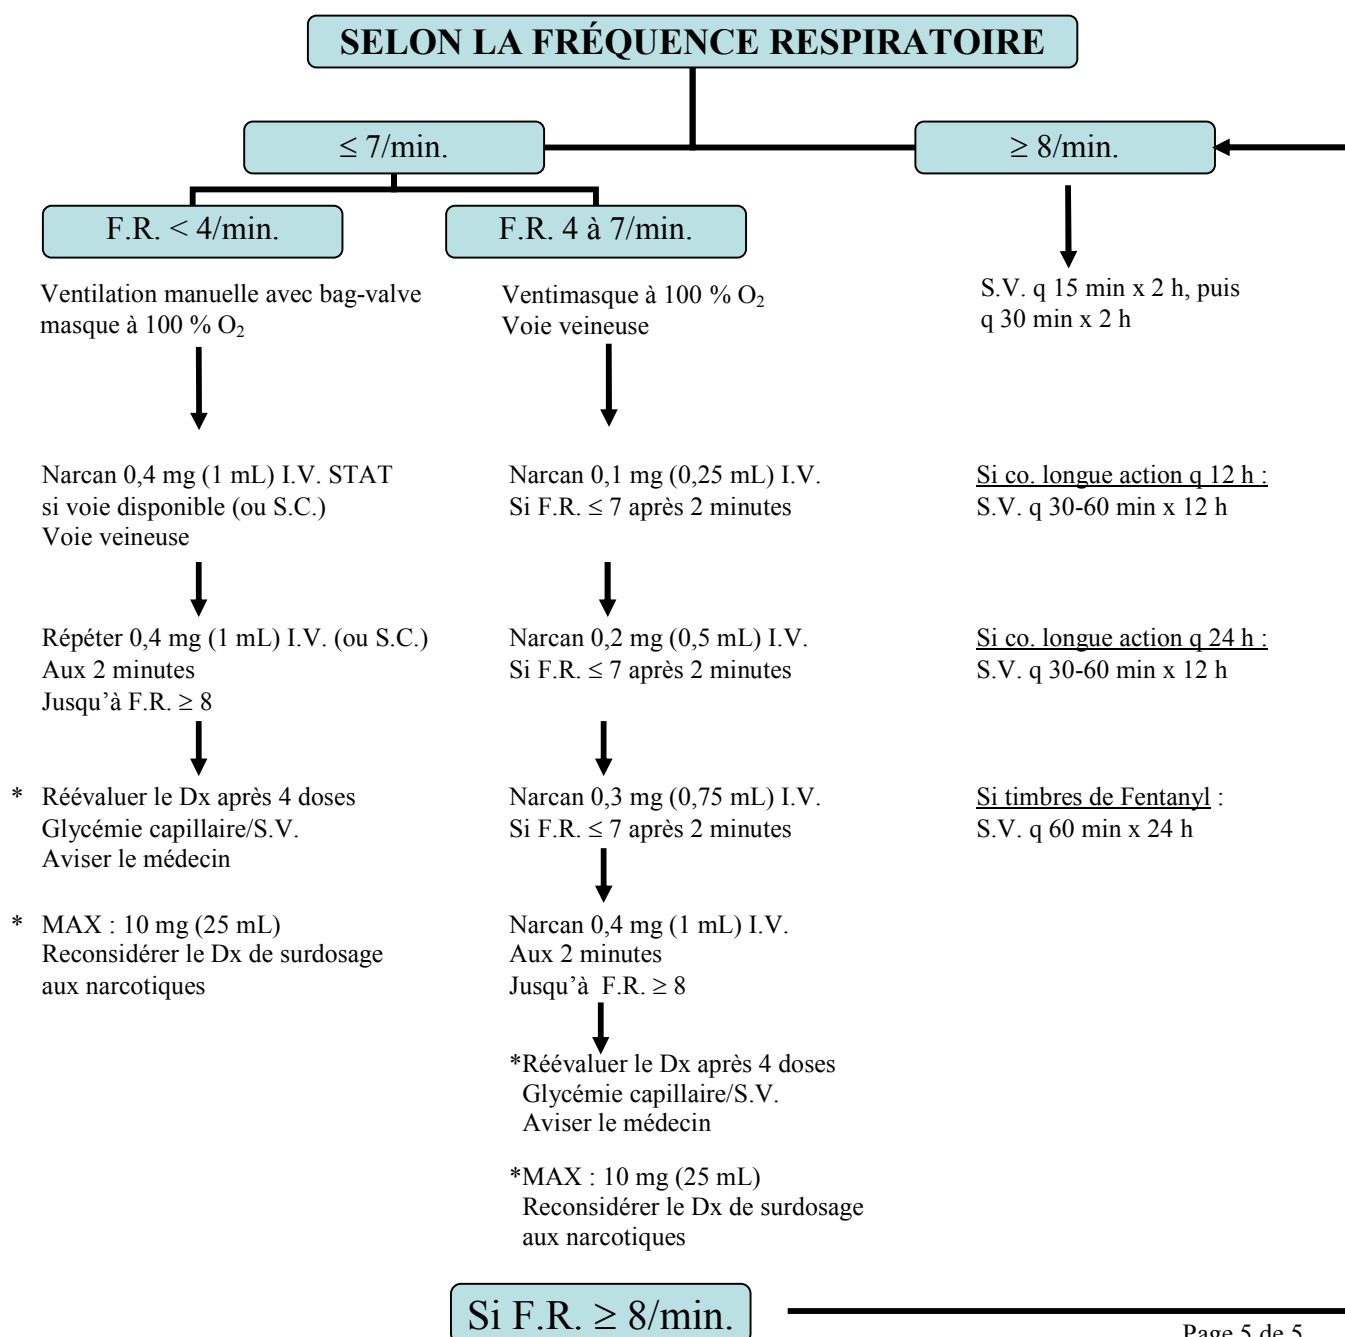 SELON LA FRÉQUENCE RESPIRATOIRE
≤ 7/min.
≥ 8/min.
F.R. < 4/min.
F.R. 4 à 7/min.
Ventilation manuelle avec bag-valve
masque à 100 % O₂
Narcan 0,4 mg (1 mL) I.V. STAT
si voie disponible (ou S.C.)
Voie veineuse
Répéter 0,4 mg (1 mL) I.V. (ou S.C.)
Aux 2 minutes
Jusqu’à F.R. ≥ 8
* Réévaluer le Dx après 4 doses
Glycémie capillaire/S.V.
Aviser le médecin
* MAX : 10 mg (25 mL)
Reconsidérer le Dx de surdosage
aux narcotiques
Ventimasque à 100 % O₂
Voie veineuse
Narcan 0,1 mg (0,25 mL) I.V.
Si F.R. ≤ 7 après 2 minutes
Narcan 0,2 mg (0,5 mL) I.V.
Si F.R. ≤ 7 après 2 minutes
Narcan 0,3 mg (0,75 mL) I.V.
Si F.R. ≤ 7 après 2 minutes
Narcan 0,4 mg (1 mL) I.V.
Aux 2 minutes
Jusqu’à F.R. ≥ 8
*Réévaluer le Dx après 4 doses
Glycémie capillaire/S.V.
Aviser le médecin
*MAX : 10 mg (25 mL)
Reconsidérer le Dx de surdosage
aux narcotiques
S.V. q 15 min x 2 h, puis
q 30 min x 2 h
Si co. longue action q 12 h :
S.V. q 30-60 min x 12 h
Si co. longue action q 24 h :
S.V. q 30-60 min x 12 h
Si timbres de Fentanyl :
S.V. q 60 min x 24 h
Si F.R. ≥ 8/min.
Page 5 de 5